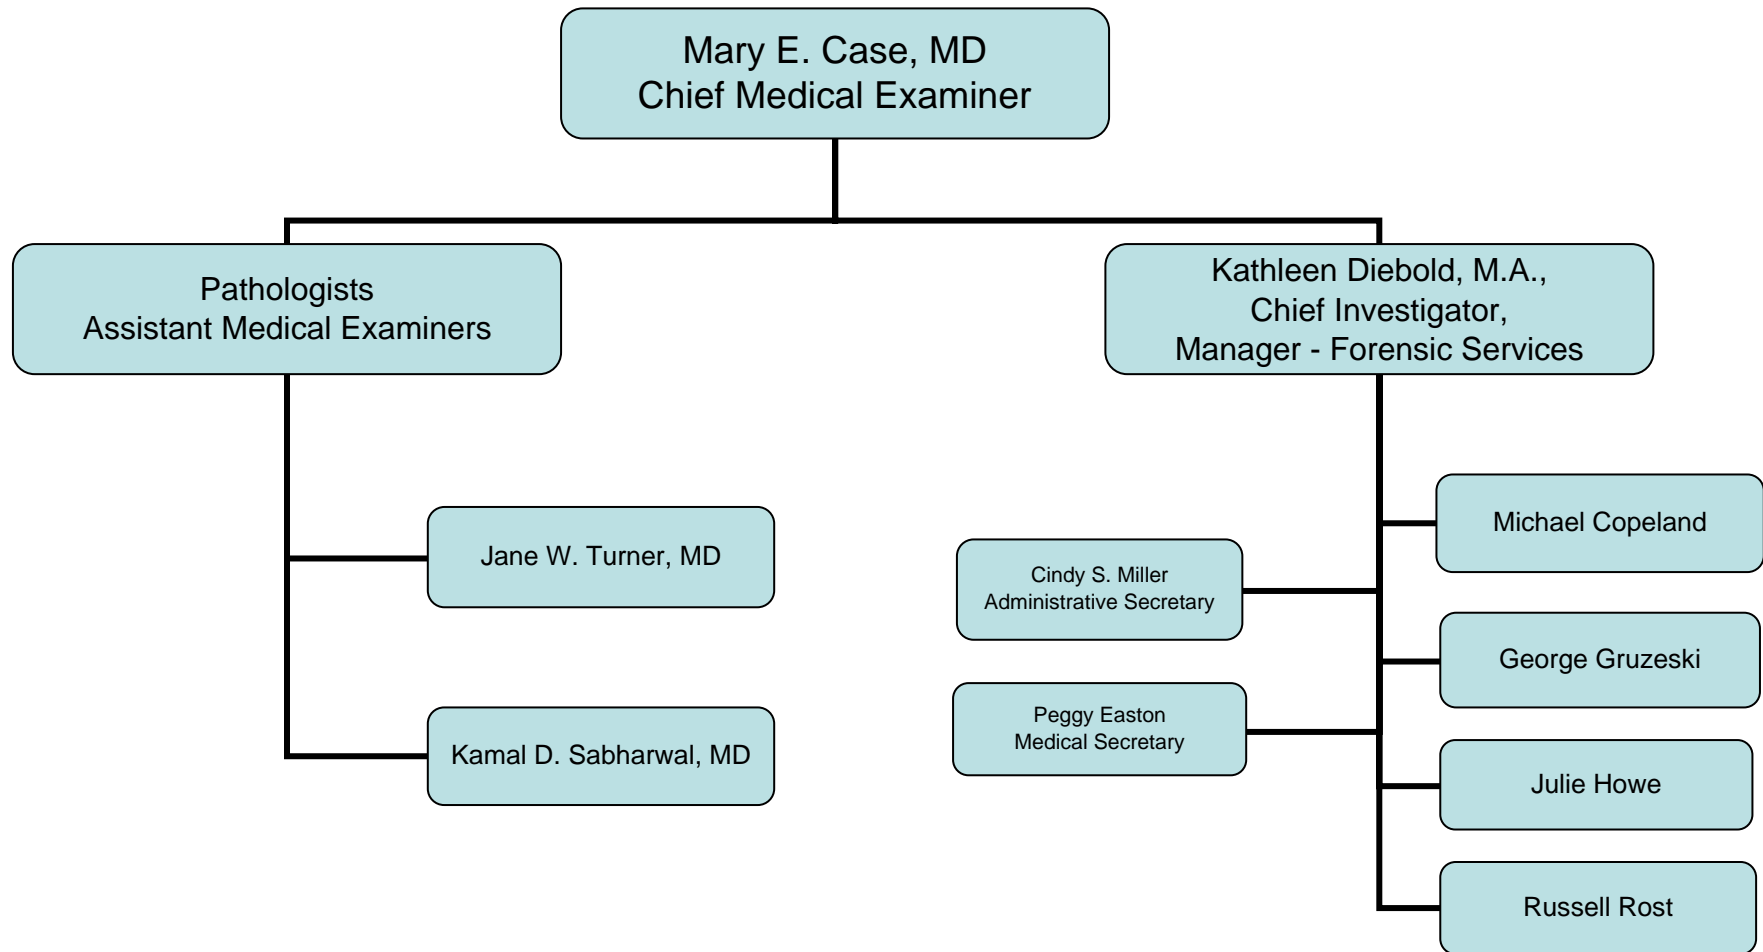 Mary E. Case, MD
Chief Medical Examiner
Pathologists
Assistant Medical Examiners
Kathleen Diebold, M.A.,
Chief Investigator,
Manager - Forensic Services
Jane W. Turner, MD
Kamal D. Sabharwal, MD
Cindy S. Miller
Administrative Secretary
Peggy Easton
Medical Secretary
Michael Copeland
George Gruzeski
Julie Howe
Russell Rost